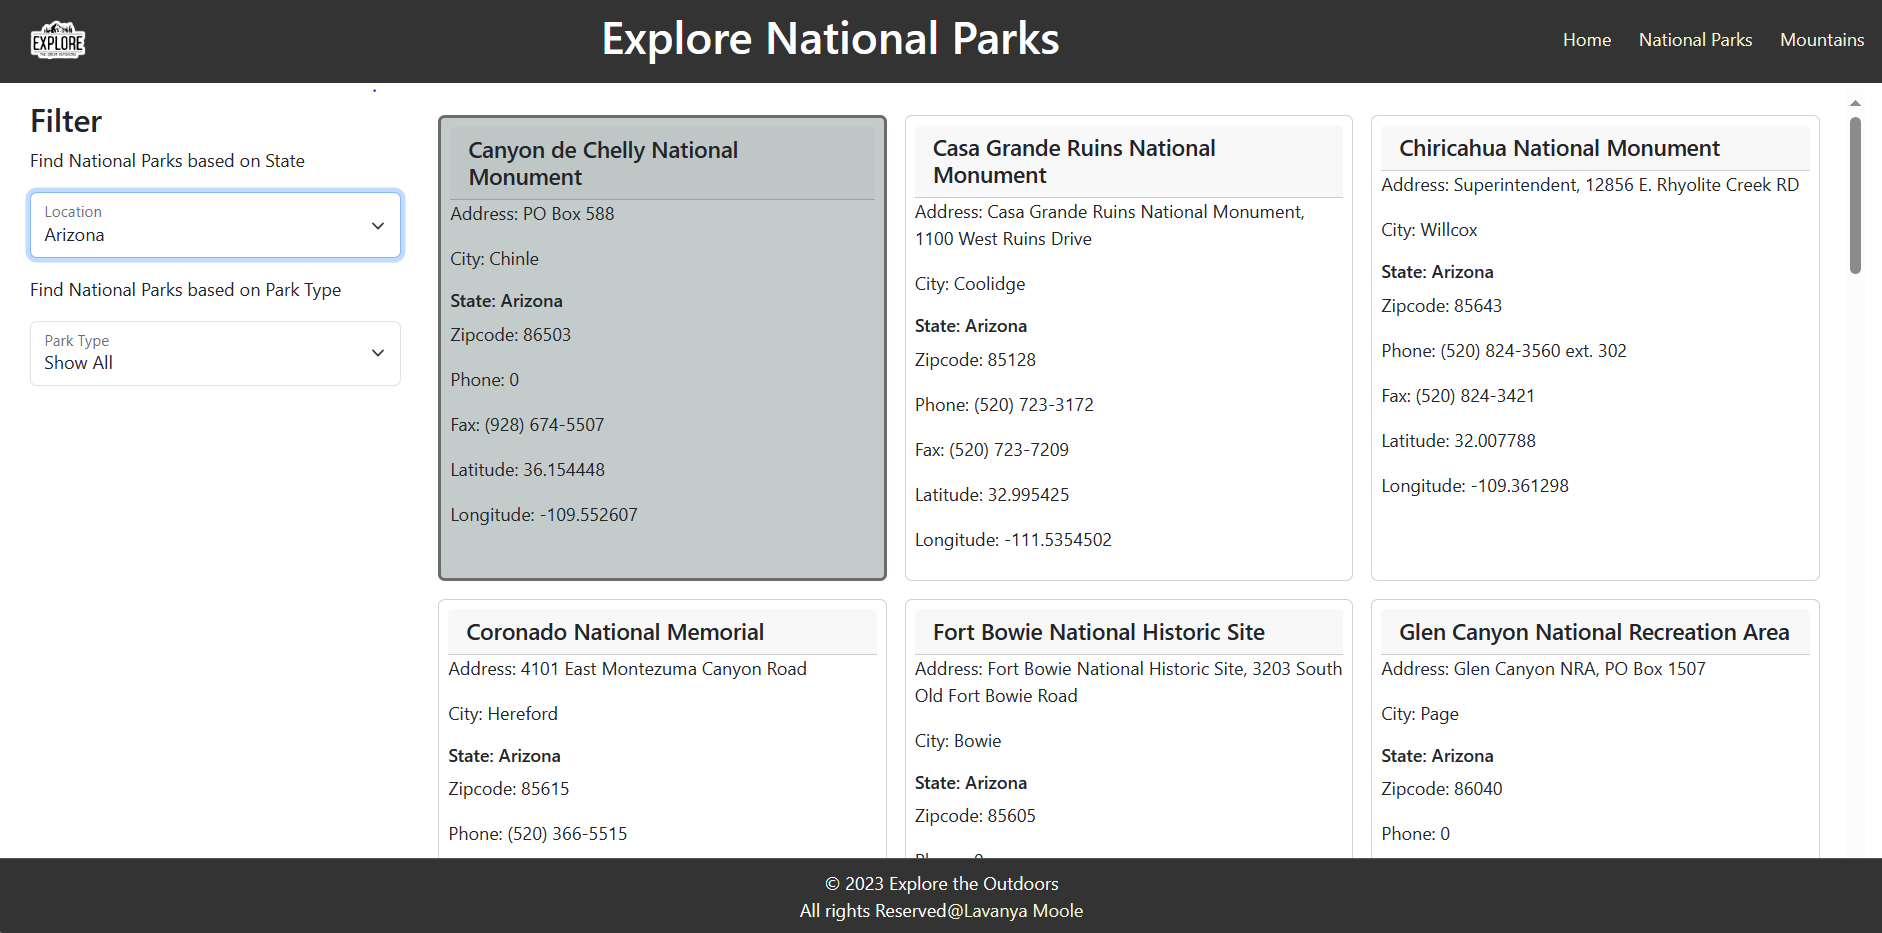 EXPLORE
THE GREAT OUTDOORS
Explore National Parks
Home
National Parks
Mountains
Filter
Find National Parks based on State
Location
Arizona
Find National Parks based on Park Type
Park Type
Show All
Canyon de Chelly National
Monument
Address: PO Box 588
City: Chinle
State: Arizona
Zipcode: 86503
Phone: 0
Fax: (928) 674-5507
Latitude: 36.154448
Longitude: -109.552607
Casa Grande Ruins National
Monument
Address: Casa Grande Ruins National Monument,
1100 West Ruins Drive
City: Coolidge
State: Arizona
Zipcode: 85128
Phone: (520) 723-3172
Fax: (520) 723-7209
Latitude: 32.995425
Longitude: -111.5354502
Chiricahua National Monument
Address: Superintendent, 12856 E. Rhyolite Creek RD
City: Willcox
State: Arizona
Zipcode: 85643
Phone: (520) 824-3560 ext. 302
Fax: (520) 824-3421
Latitude: 32.007788
Longitude: -109.361298
Coronado National Memorial
Address: 4101 East Montezuma Canyon Road
City: Hereford
State: Arizona
Zipcode: 85615
Phone: (520) 366-5515
Fort Bowie National Historic Site
Address: Fort Bowie National Historic Site, 3203 South
Old Fort Bowie Road
City: Bowie
State: Arizona
Zipcode: 85605
Phone: 0
Glen Canyon National Recreation Area
Address: Glen Canyon NRA, PO Box 1507
City: Page
State: Arizona
Zipcode: 86040
Phone: 0
© 2023 Explore the Outdoors
All rights Reserved@Lavanya Moole